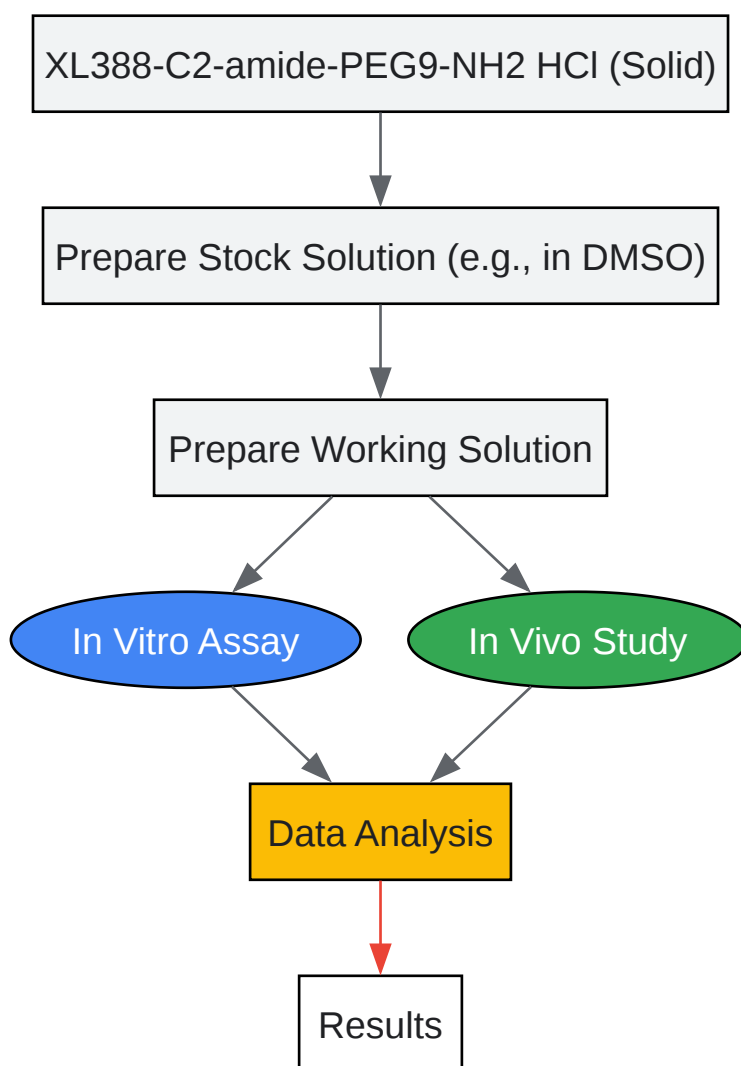 XL388-C2-amide-PEG9-NH2 HCl (Solid)
Prepare Stock Solution (e.g., in DMSO)
Prepare Working Solution
In Vitro Assay
In Vivo Study
Data Analysis
Results